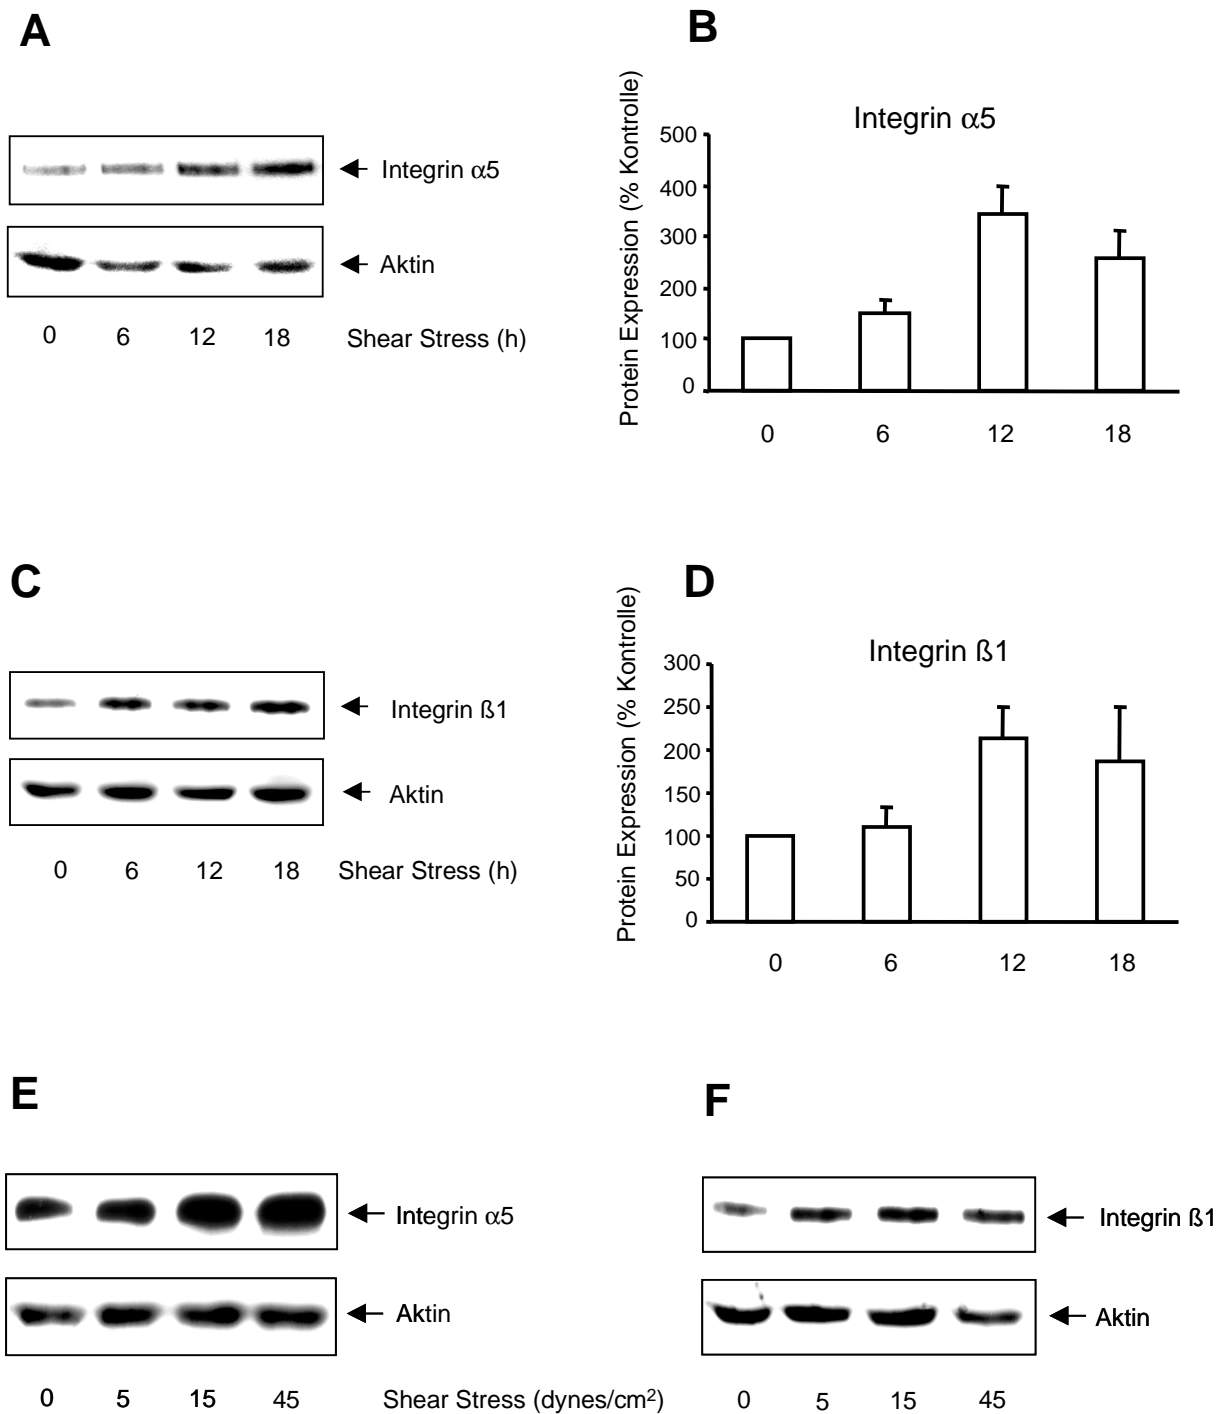 A
Integrin α5
Aktin
0 6 12 18 Shear Stress (h)
B
Integrin α5
Protein Expression (% Kontrolle)
500
400
300
200
100
0
0 6 12 18
C
Integrin ß1
Aktin
0 6 12 18 Shear Stress (h)
D
Integrin ß1
Protein Expression (% Kontrolle)
300
250
200
150
100
50
0
0 6 12 18
E
Integrin α5
Aktin
0 5 15 45 Shear Stress (dynes/cm²)
F
Integrin ß1
Aktin
0 5 15 45